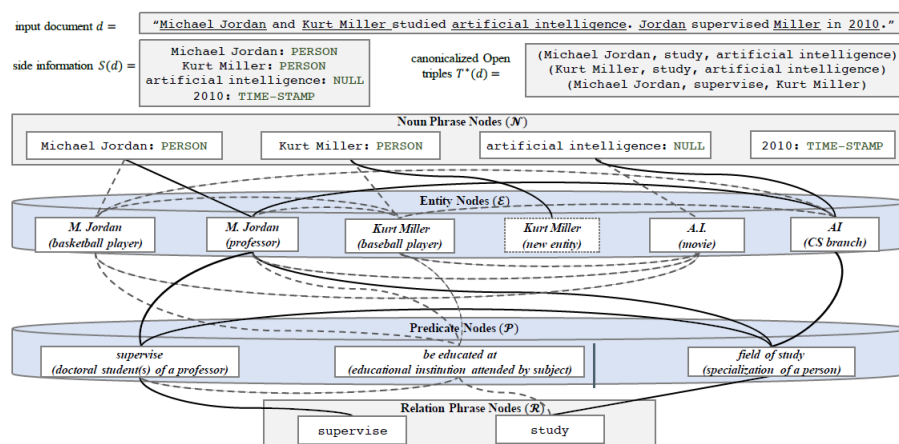 input document d = "Michael Jordan and Kurt Miller studied artificial intelligence. Jordan supervised Miller in 2010."
side information S(d) =
Michael Jordan: PERSON
Kurt Miller: PERSON
artificial intelligence: NULL
2010: TIME-STAMP
canonicalized Open
triples T*(d) =
(Michael Jordan, study, artificial intelligence)
(Kurt Miller, study, artificial intelligence)
(Michael Jordan, supervise, Kurt Miller)
Noun Phrase Nodes (N)
Michael Jordan: PERSON
Kurt Miller: PERSON
artificial intelligence: NULL
2010: TIME-STAMP
Entity Nodes (E)
M. Jordan
(basketball player)
M. Jordan
(professor)
Kurt Miller
(baseball player)
Kurt Miller
(new entity)
A.I.
(movie)
AI
(CS branch)
Predicate Nodes (P)
supervise
(doctoral student(s) of a professor)
be educated at
(educational institution attended by subject)
field of study
(specialization of a person)
Relation Phrase Nodes (R)
supervise
study